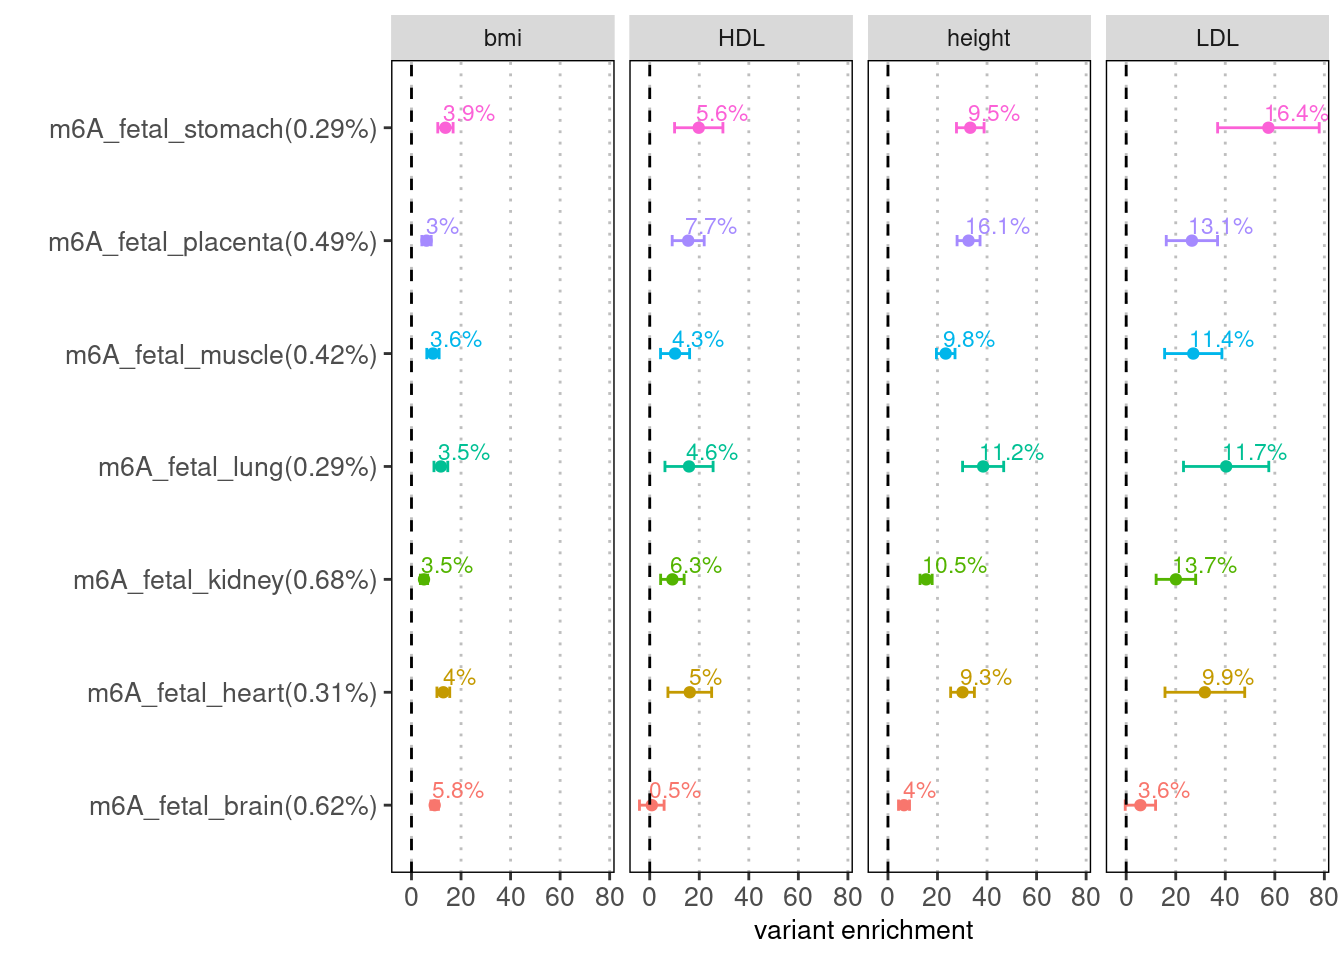 bmi HDL height LDL
m6A_fetal_stomach(0.29%) 3.9% 5.6% 9.5% 16.4%
m6A_fetal_placenta(0.49%) 3% 7.7% 16.1% 13.1%
m6A_fetal_muscle(0.42%) 3.6% 4.3% 9.8% 11.4%
m6A_fetal_lung(0.29%) 3.5% 4.6% 11.2% 11.7%
m6A_fetal_kidney(0.68%) 3.5% 6.3% 10.5% 13.7%
m6A_fetal_heart(0.31%) 4% 5% 9.3% 9.9%
m6A_fetal_brain(0.62%) 5.8% 0.5% 4% 3.6%
0 20 40 60 80 0 20 40 60 80 0 20 40 60 80 0 20 40 60 80
variant enrichment